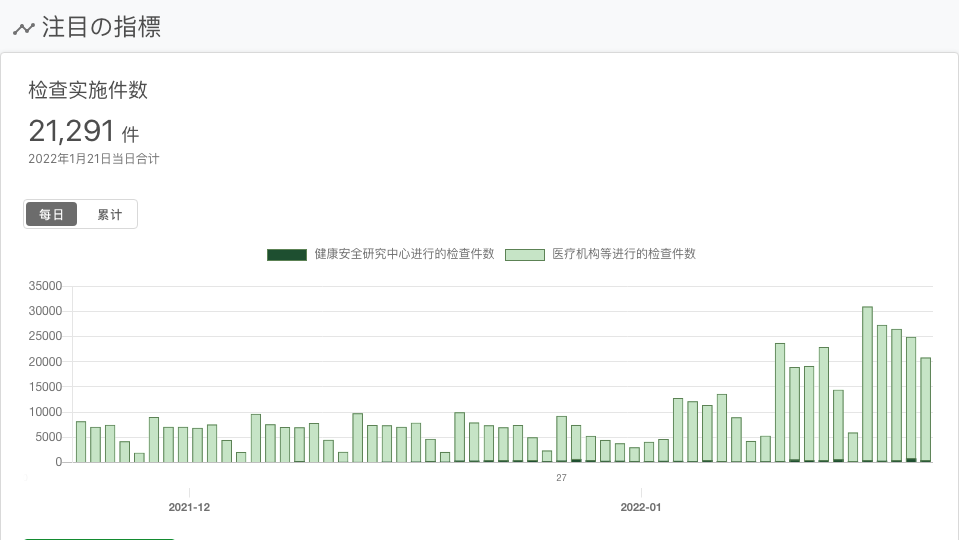 注目の指標
检查实施件数
21,291 件
2022年1月21日当日合计
每日 累计
健康安全研究中心进行的检查件数 医疗机构等进行的检查件数
35000
30000
25000
20000
15000
10000
5000
0
27
2021-12 2022-01